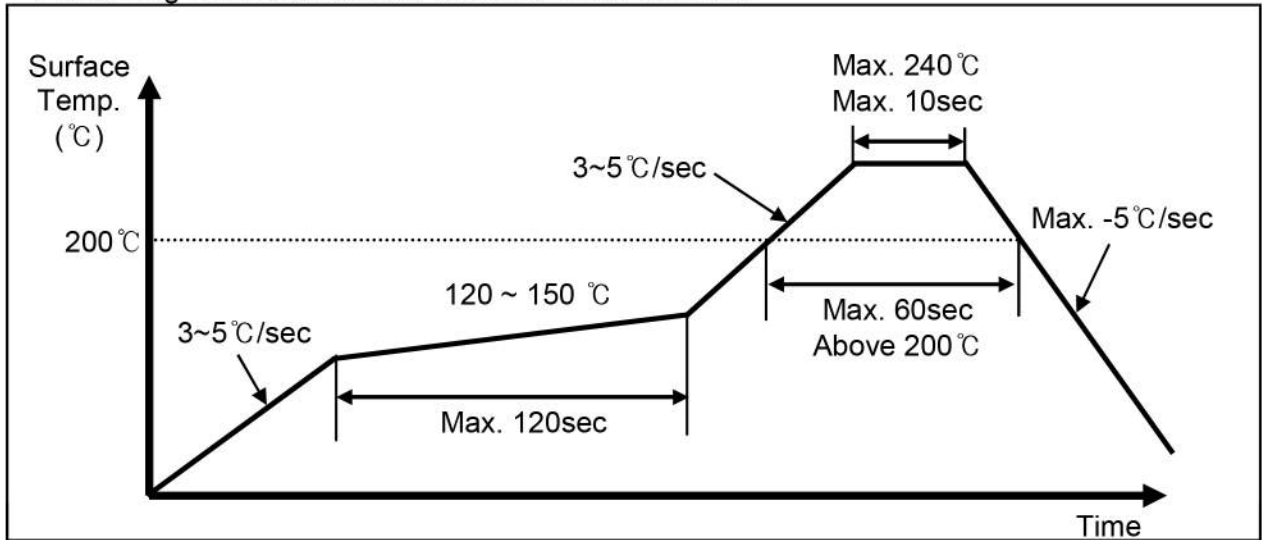 Surface
Temp.
(℃)
Max. 240℃
Max. 10sec
3~5℃/sec
Max. -5℃/sec
200℃
120 ~ 150 ℃
Max. 60sec
Above 200℃
3~5℃/sec
Max. 120sec
Time